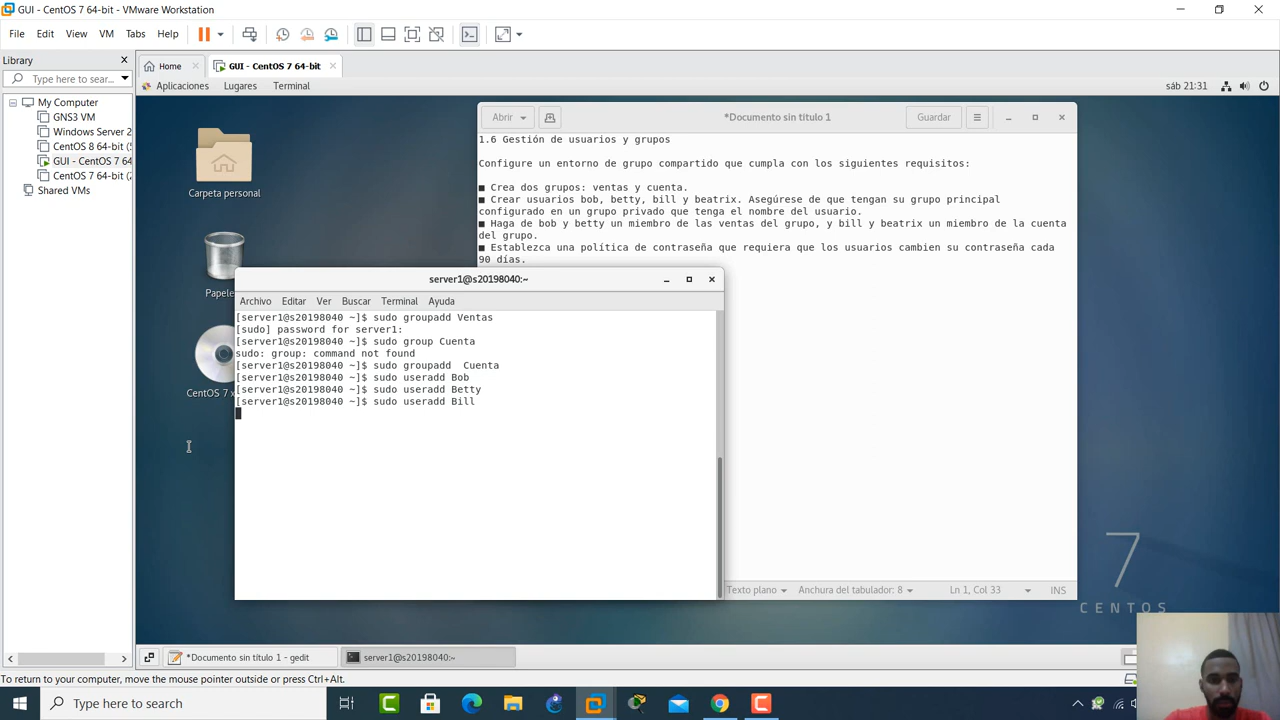 GUI - CentOS 7 64-bit - VMware Workstation
File Edit View VM Tabs Help
Library
Type here to sear...
My Computer
GNS3 VM
Windows Server 2
CentOS 8 64-bit (5
GUI - CentOS 7 64
CentOS 7 64-bit (2
Shared VMs
Home
GUI - CentOS 7 64-bit
Aplicaciones Lugares Terminal
sáb 21:31
Carpeta personal
Papele
CentOS 7 x
Abrir
*Documento sin título 1
Guardar
1.6 Gestión de usuarios y grupos
Configure un entorno de grupo compartido que cumpla con los siguientes requisitos:
■ Crea dos grupos: ventas y cuenta.
■ Crear usuarios bob, betty, bill y beatrix. Asegúrese de que tengan su grupo principal
configurado en un grupo privado que tenga el nombre del usuario.
■ Haga de bob y betty un miembro de las ventas del grupo, y bill y beatrix un miembro de la cuenta
del grupo.
■ Establezca una política de contraseña que requiera que los usuarios cambien su contraseña cada
90 días.
server1@s20198040:~
Archivo Editar Ver Buscar Terminal Ayuda
[server1@s20198040 ~]$ sudo groupadd Ventas
[sudo] password for server1:
[server1@s20198040 ~]$ sudo group Cuenta
sudo: group: command not found
[server1@s20198040 ~]$ sudo groupadd  Cuenta
[server1@s20198040 ~]$ sudo useradd Bob
[server1@s20198040 ~]$ sudo useradd Betty
[server1@s20198040 ~]$ sudo useradd Bill
Texto plano
Anchura del tabulador: 8
Ln 1, Col 33
INS
7
CENTOS
*Documento sin título 1 - gedit
server1@s20198040:~
To return to your computer, move the mouse pointer outside or press Ctrl+Alt.
Type here to search